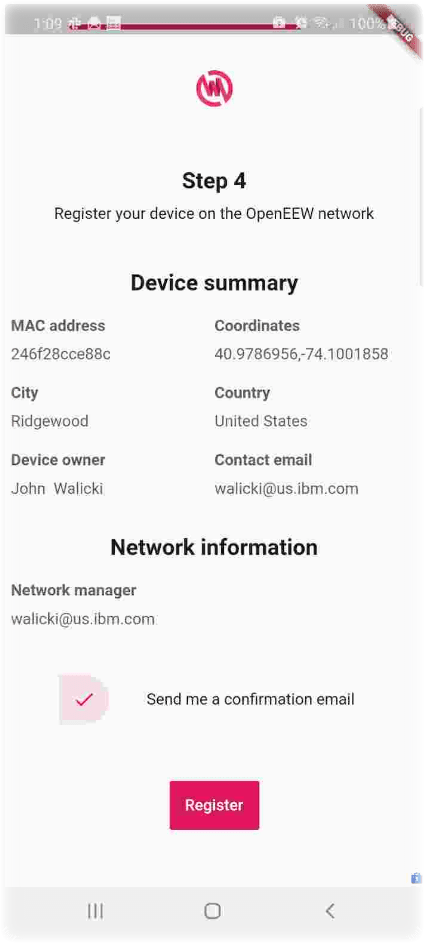 1:09
100%
DEBUG
Step 4
Register your device on the OpenEEW network
Device summary
MAC address
Coordinates
246f28cce88c
40.9786956,-74.1001858
City
Country
Ridgewood
United States
Device owner
Contact email
John  Walicki
walicki@us.ibm.com
Network information
Network manager
walicki@us.ibm.com
Send me a confirmation email
Register